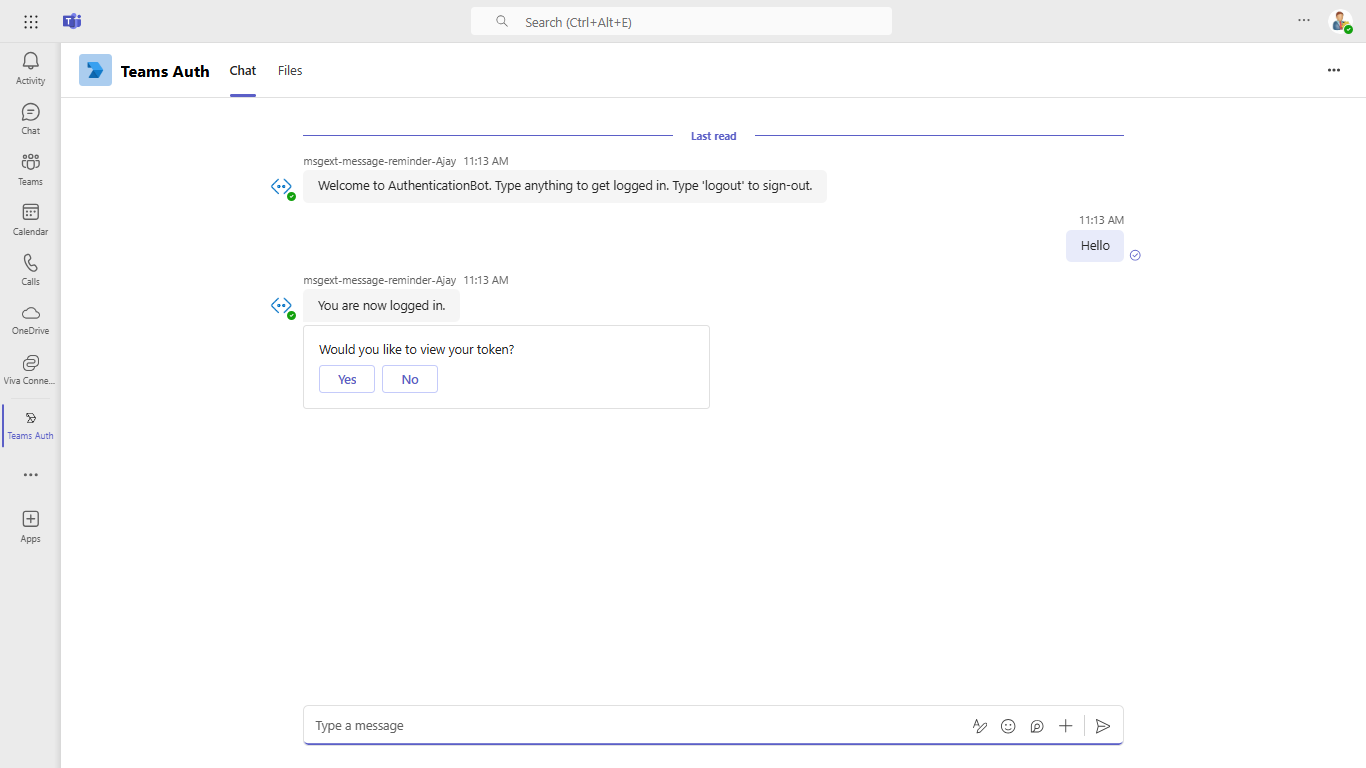 Search (Ctrl+Alt+E)
Activity
Chat
Teams
Calendar
Calls
OneDrive
Viva Conne...
Teams Auth
Apps
Teams Auth Chat Files
Last read
msgext-message-reminder-Ajay 11:13 AM
Welcome to AuthenticationBot. Type anything to get logged in. Type 'logout' to sign-out.
11:13 AM
Hello
msgext-message-reminder-Ajay 11:13 AM
You are now logged in.
Would you like to view your token?
Yes No
Type a message